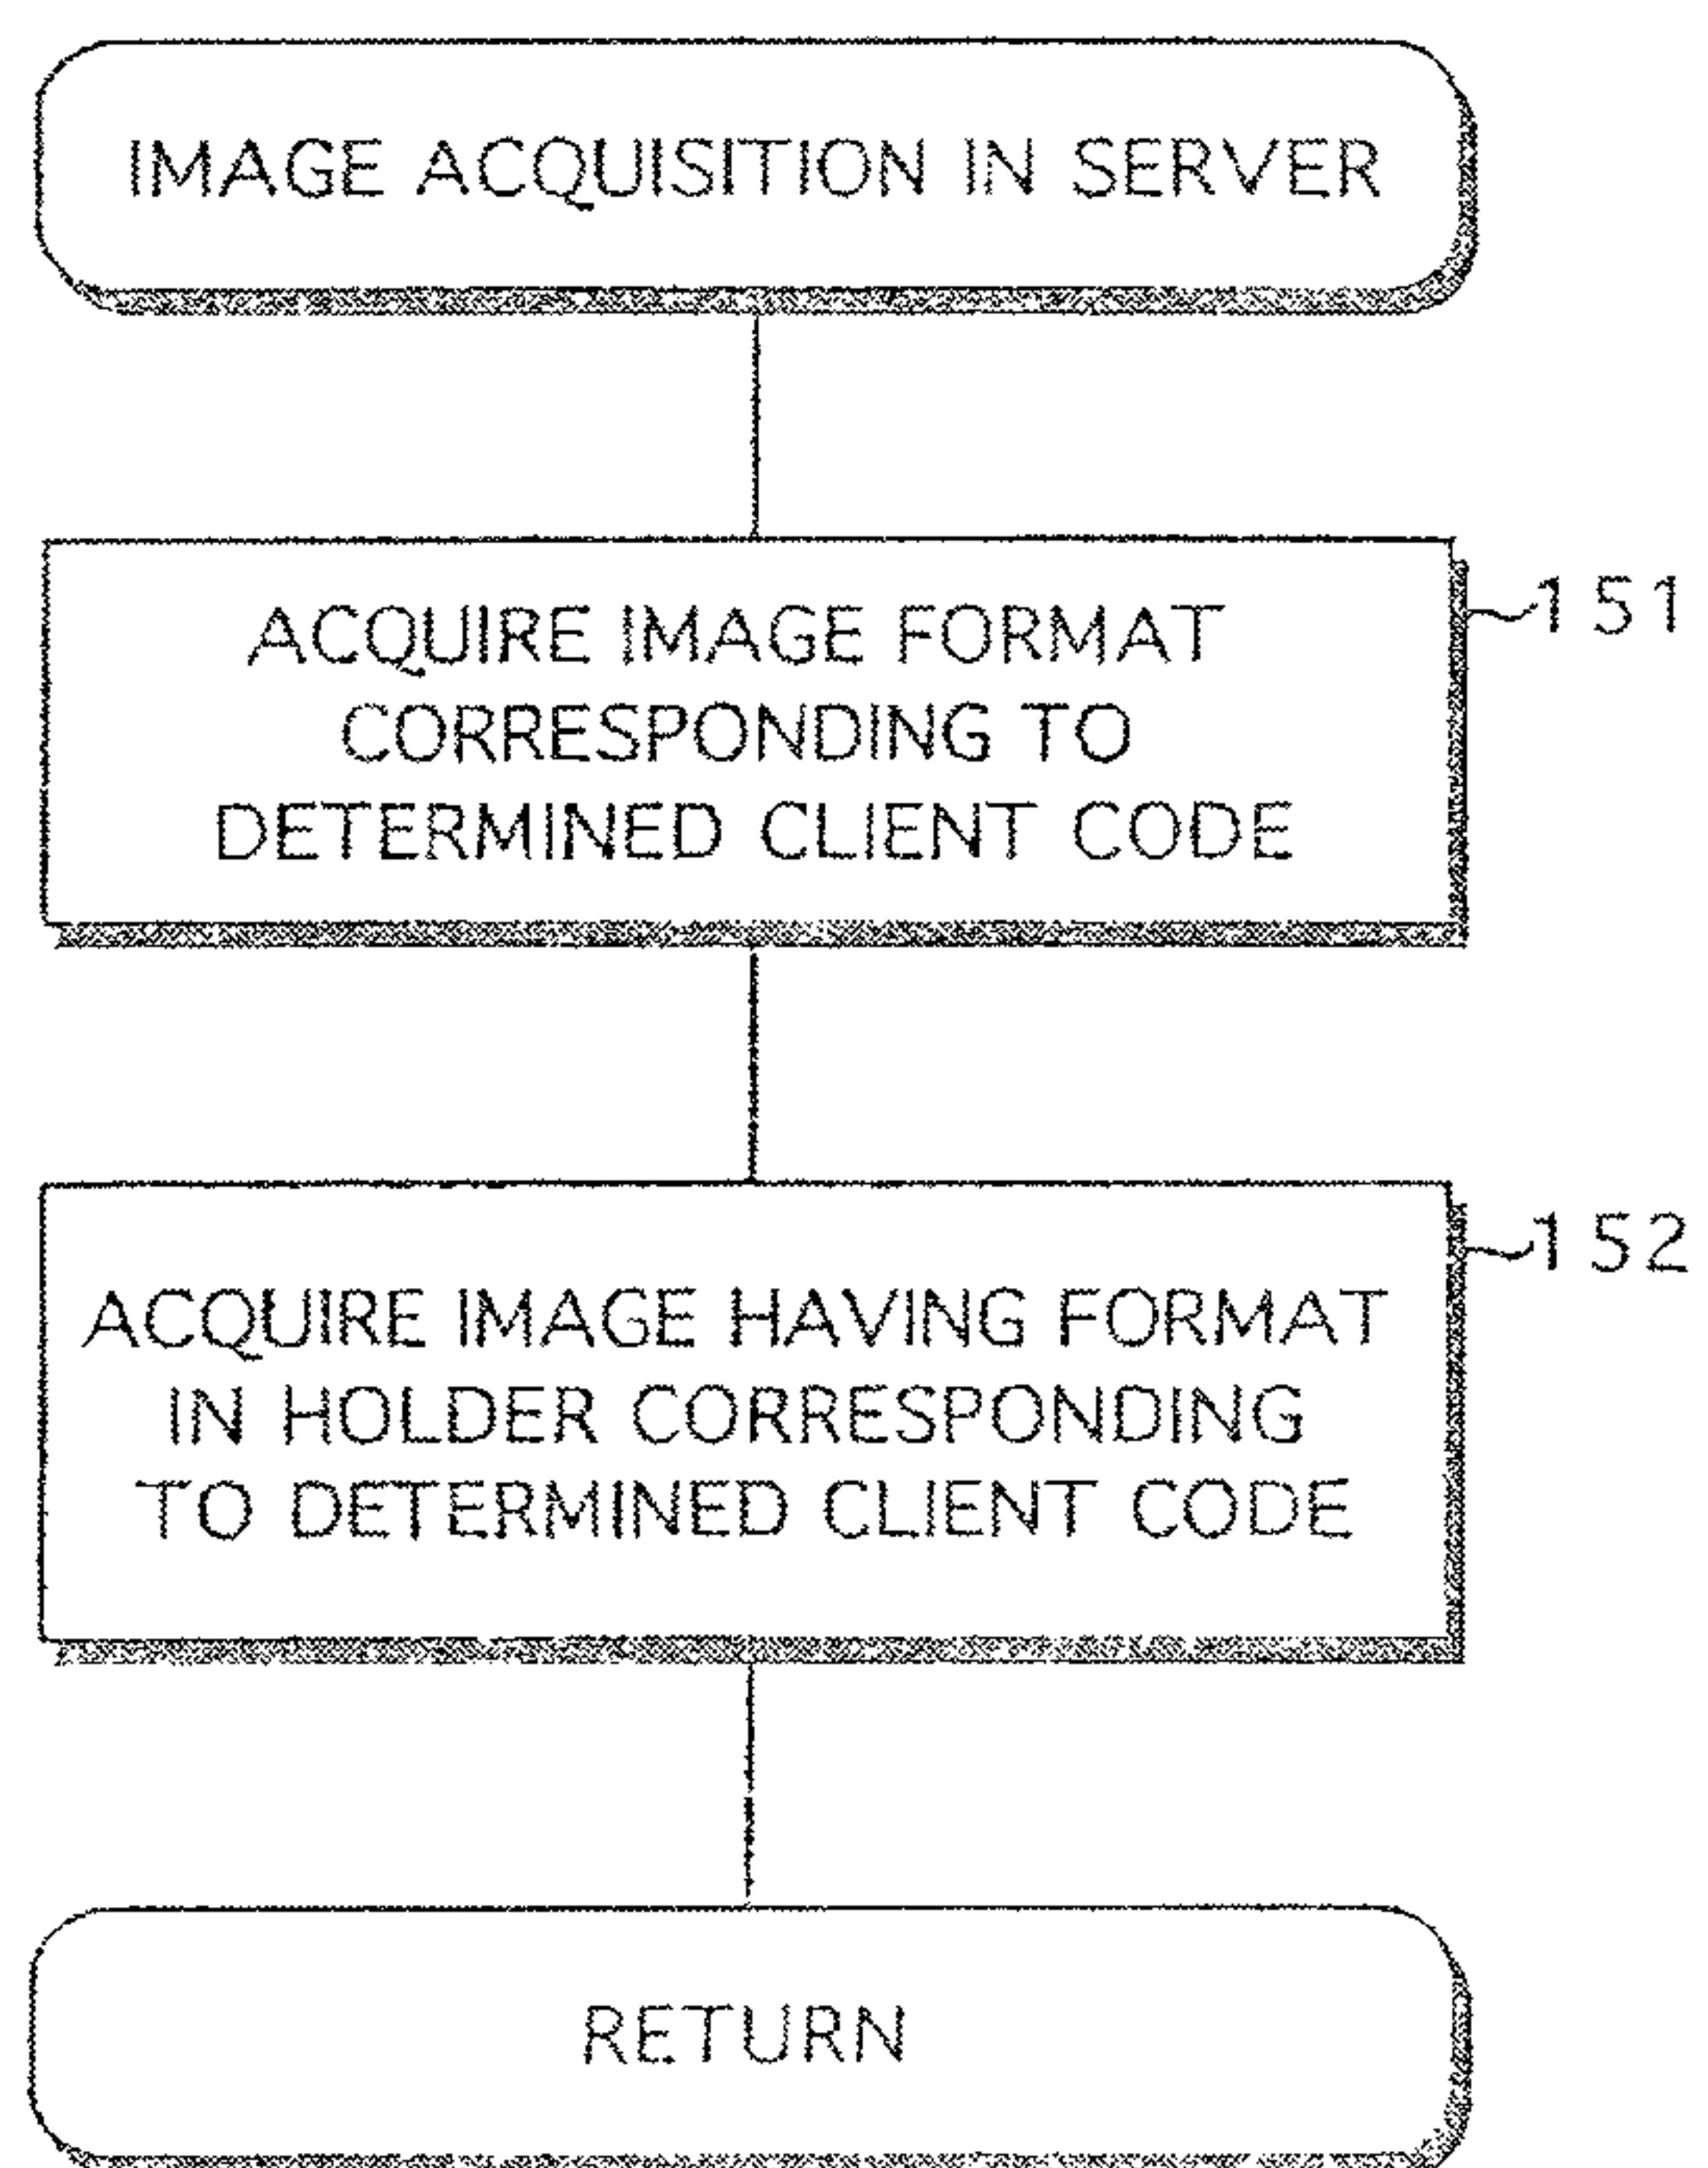 IMAGE ACQUISITION IN SERVER
ACQUIRE IMAGE FORMAT
CORRESPONDING TO
DETERMINED CLIENT CODE
151
ACQUIRE IMAGE HAVING FORMAT
IN HOLDER CORRESPONDING
TO DETERMINED CLIENT CODE
152
RETURN